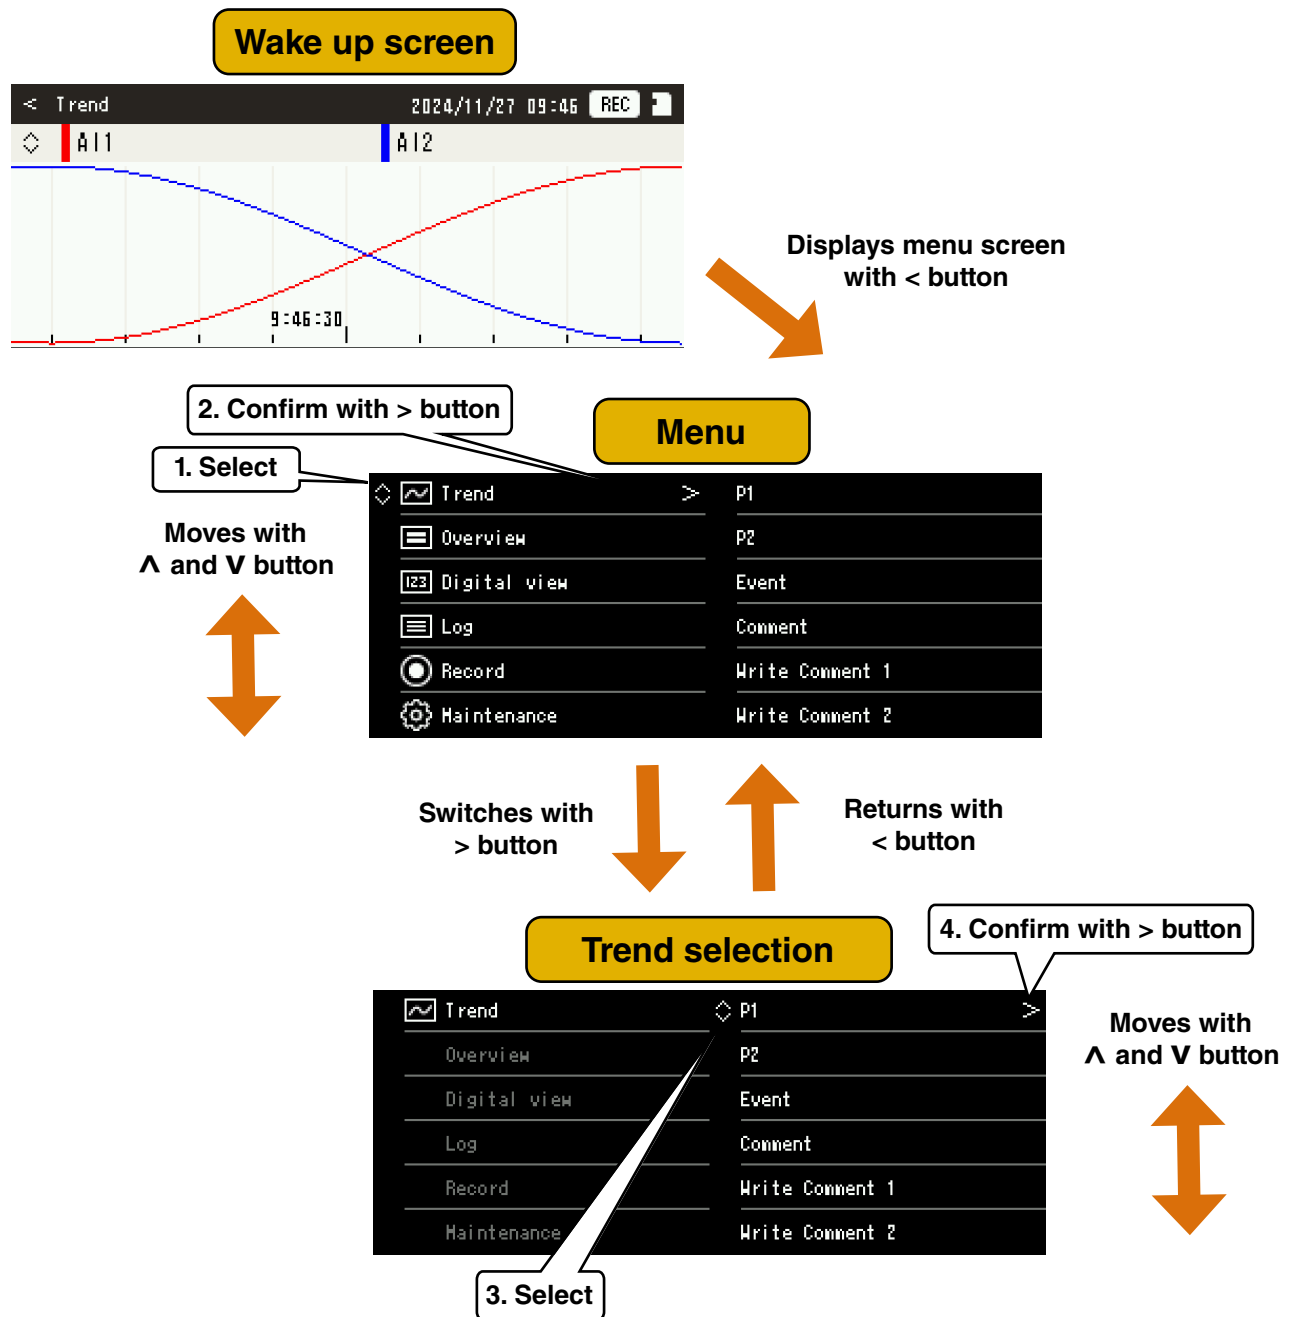 Wake up screen
< Trend 2024/11/27 09:46 REC
AI1 AI2
9:46:30
Displays menu screen
with < button
2. Confirm with > button
Menu
1. Select
Trend > P1
Overview P2
Digital view Event
Log Comment
Record Write Comment 1
Maintenance Write Comment 2
123
Moves with
∧ and ∨ button
Switches with
> button
Returns with
< button
4. Confirm with > button
Trend selection
Trend P1 >
Overview P2
Digital view Event
Log Comment
Record Write Comment 1
Maintenance Write Comment 2
Moves with
∧ and ∨ button
3. Select